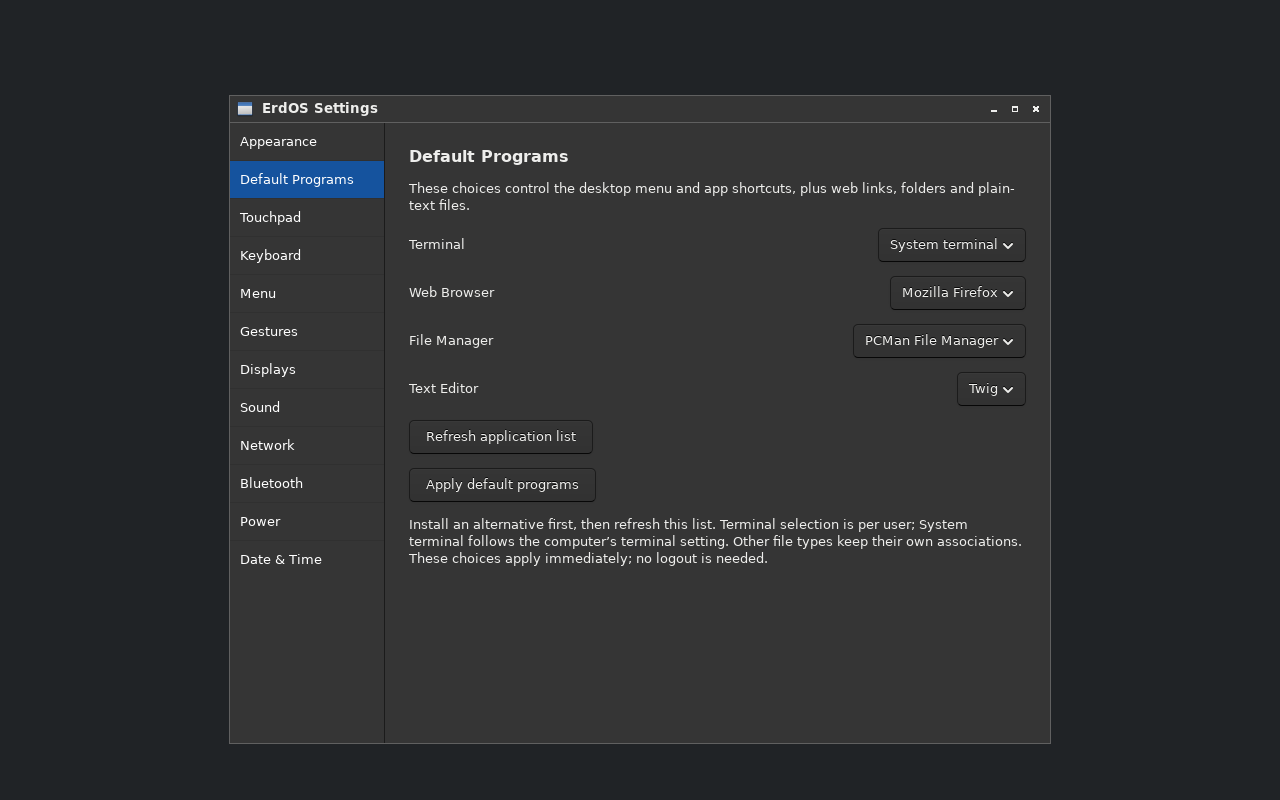 ErdOS Settings
Appearance
Default Programs
Touchpad
Keyboard
Menu
Gestures
Displays
Sound
Network
Bluetooth
Power
Date & Time
Default Programs
These choices control the desktop menu and app shortcuts, plus web links, folders and plain-
text files.
Terminal System terminal
Web Browser Mozilla Firefox
File Manager PCMan File Manager
Text Editor Twig
Refresh application list
Apply default programs
Install an alternative first, then refresh this list. Terminal selection is per user; System
terminal follows the computer’s terminal setting. Other file types keep their own associations.
These choices apply immediately; no logout is needed.